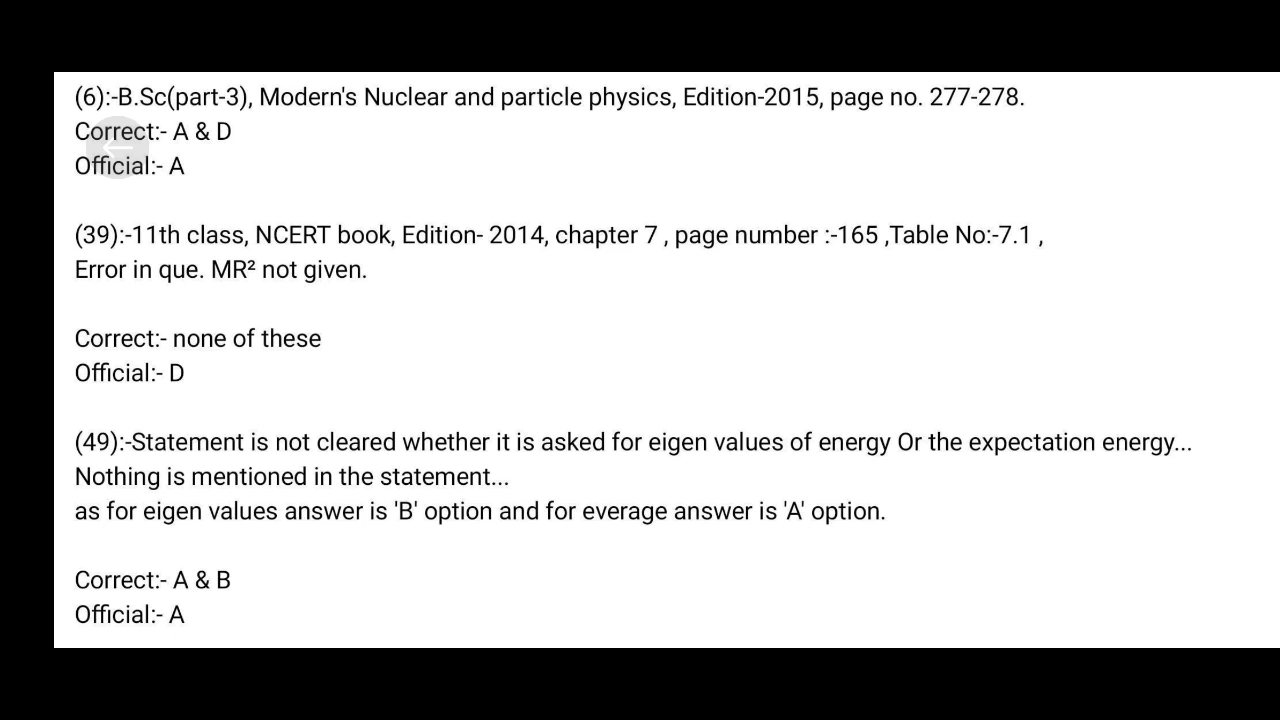 (6):-B.Sc(part-3), Modern's Nuclear and particle physics, Edition-2015, page no. 277-278.
Correct:- A & D
Official:- A
(39):-11th class, NCERT book, Edition- 2014, chapter 7 , page number :-165 ,Table No:-7.1 ,
Error in que. MR² not given.
Correct:- none of these
Official:- D
(49):-Statement is not cleared whether it is asked for eigen values of energy Or the expectation energy...
Nothing is mentioned in the statement...
as for eigen values answer is 'B' option and for everage answer is 'A' option.
Correct:- A & B
Official:- A